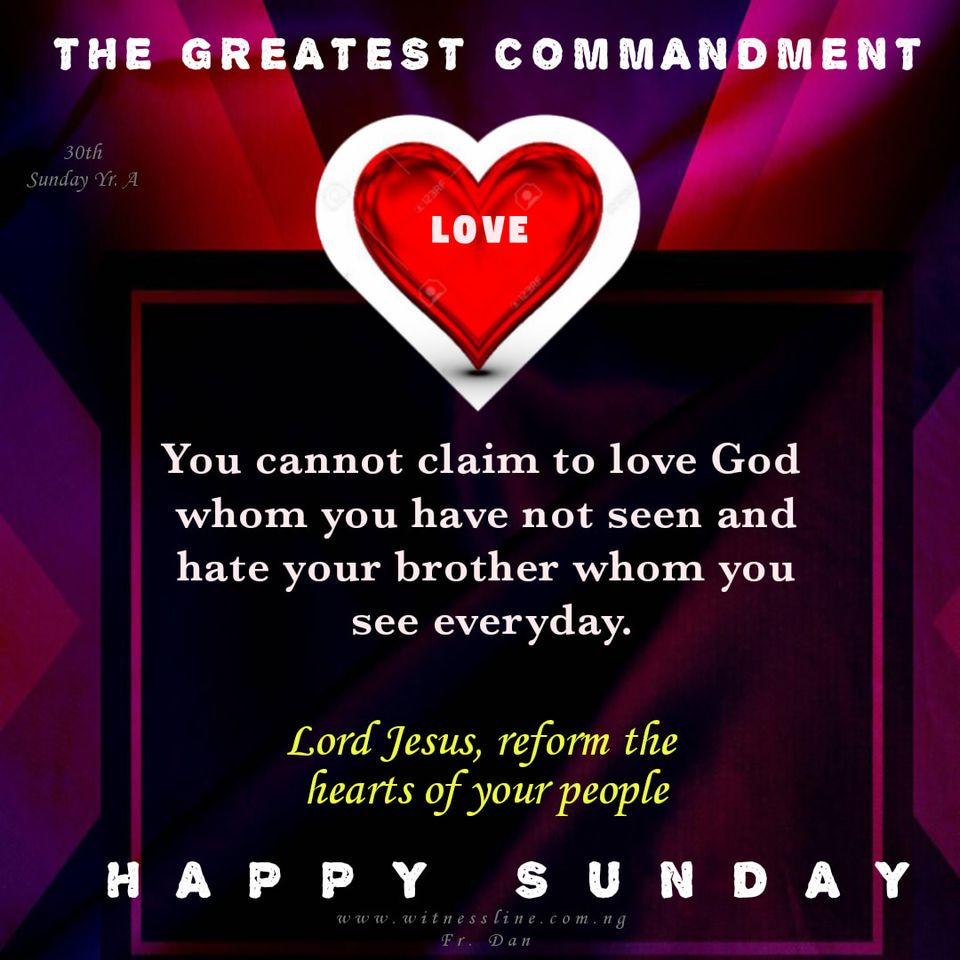 THE GREATEST COMMANDMENT
30th
Sunday Yr. A
LOVE
You cannot claim to love God
whom you have not seen and
hate your brother whom you
see everyday.
Lord Jesus, reform the
hearts of your people
HAPPY SUNDAY
www.witnessline.com.ng
Fr. Dan
123RF
123RF